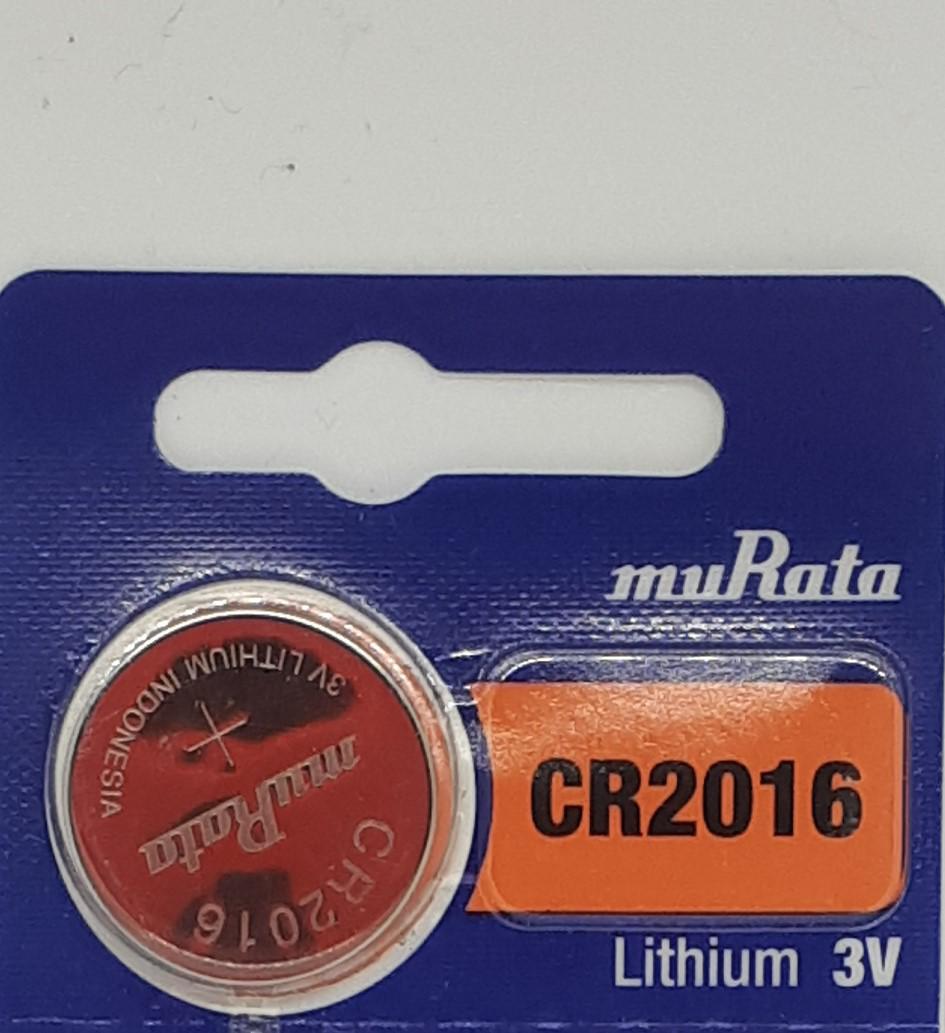 muRata
CR2016
Lithium 3V
3V LITHIUM INDONESIA
+
muRata
CR2016